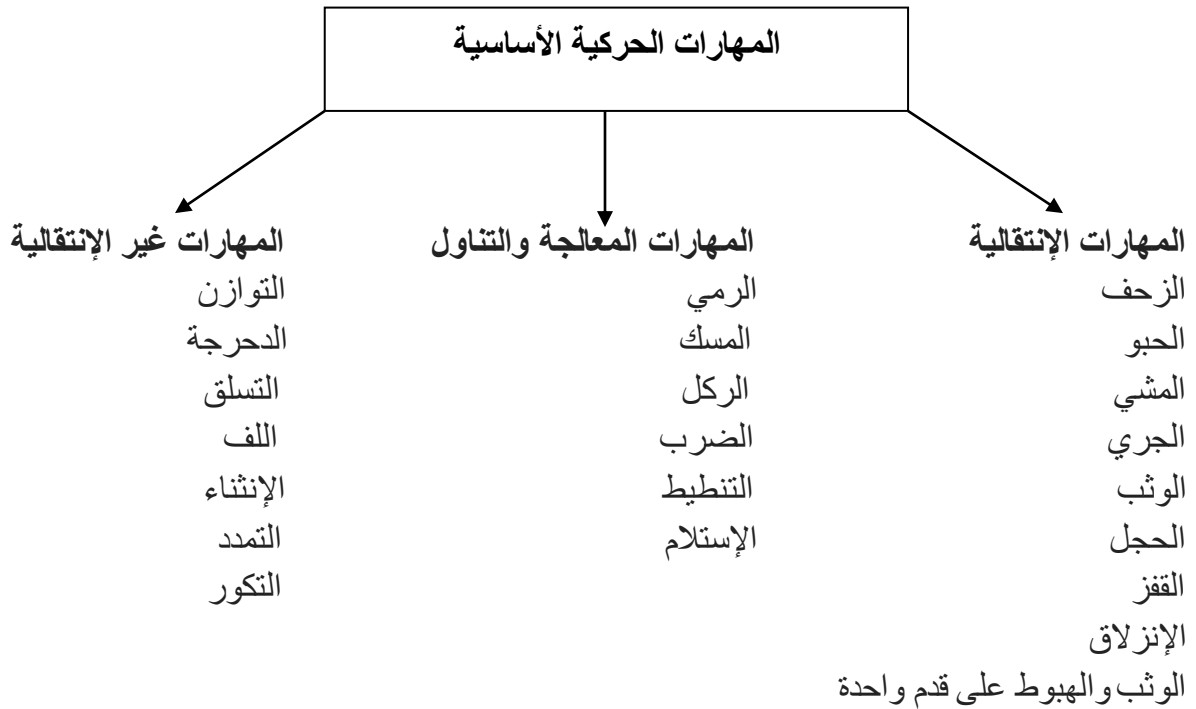 المهارات الحركية الأساسية
المهارات الإنتقالية
الزحف
الحبو
المشي
الجري
الوثب
الحجل
القفز
الإنزلاق
الوثب والهبوط على قدم واحدة
المهارات المعالجة والتناول
الرمي
المسك
الركل
الضرب
التنطيط
الإستلام
المهارات غير الإنتقالية
التوازن
الدحرجة
التسلق
اللف
الإنثناء
التمدد
التكور